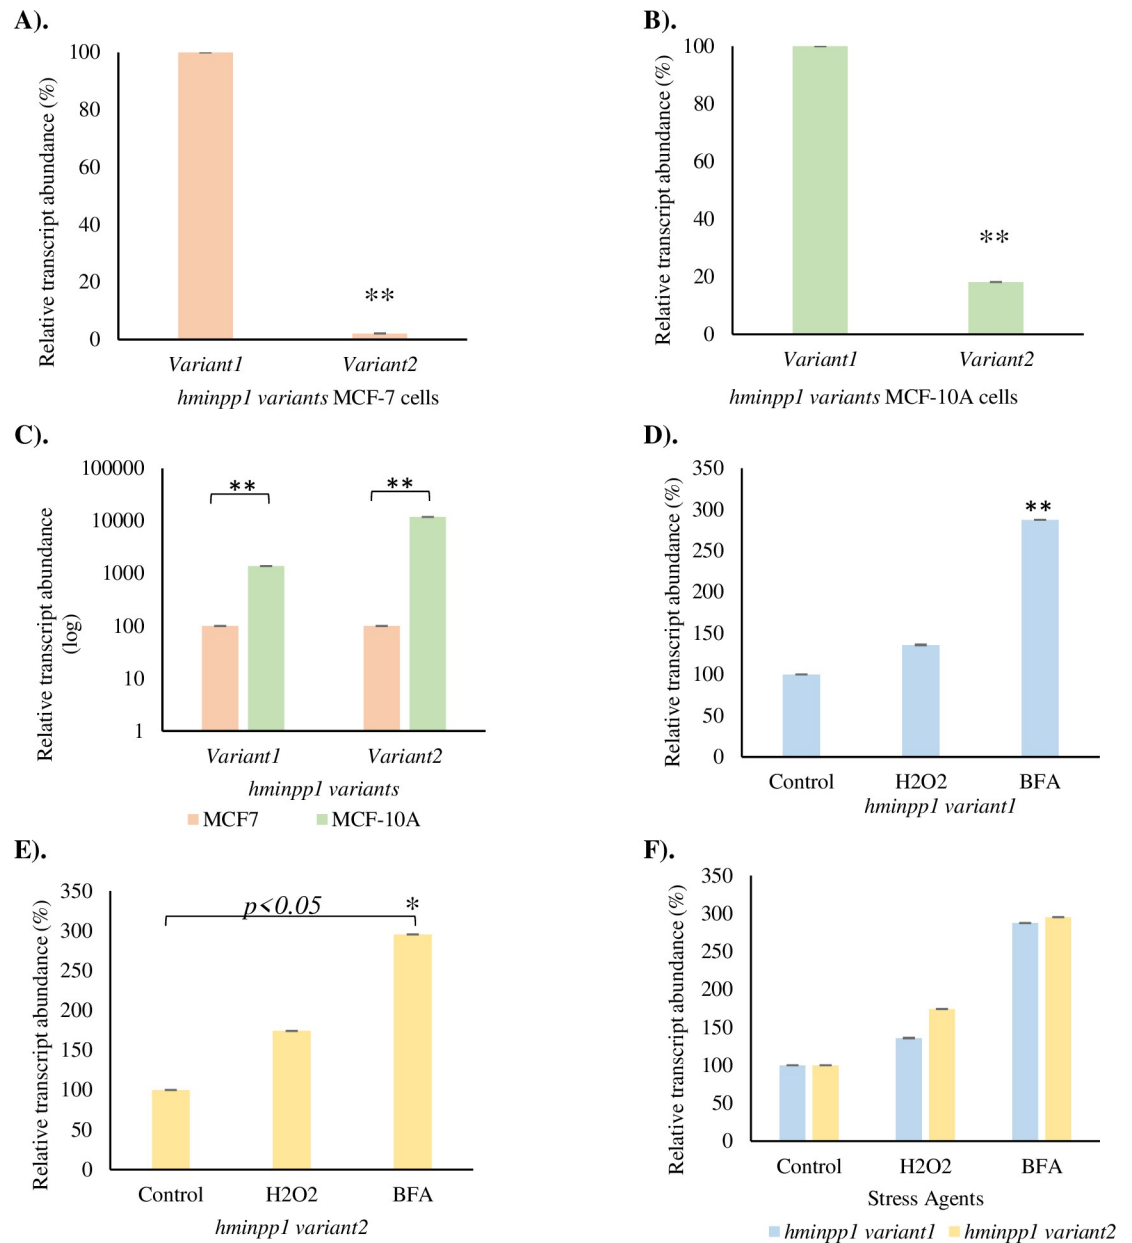 A).
Relative transcript abundance (%)
100
80
60
40
20
0
**
Variant1
Variant2
hminpp1 variants MCF-7 cells
B).
Relative transcript abundance (%)
100
80
60
40
20
0
**
Variant1
Variant2
hminpp1 variants MCF-10A cells
C).
Relative transcript abundance
(log)
100000
10000
1000
100
10
1
**
**
Variant1
Variant2
hminpp1 variants
MCF7
MCF-10A
D).
Relative transcript abundance (%)
350
300
250
200
150
100
50
0
**
Control
H2O2
BFA
hminpp1 variant1
E).
Relative transcript abundance (%)
350
300
250
200
150
100
50
0
p<0.05
*
Control
H2O2
BFA
hminpp1 variant2
F).
Relative transcript abundance (%)
350
300
250
200
150
100
50
0
Control
H2O2
BFA
Stress Agents
hminpp1 variant1
hminpp1 variant2